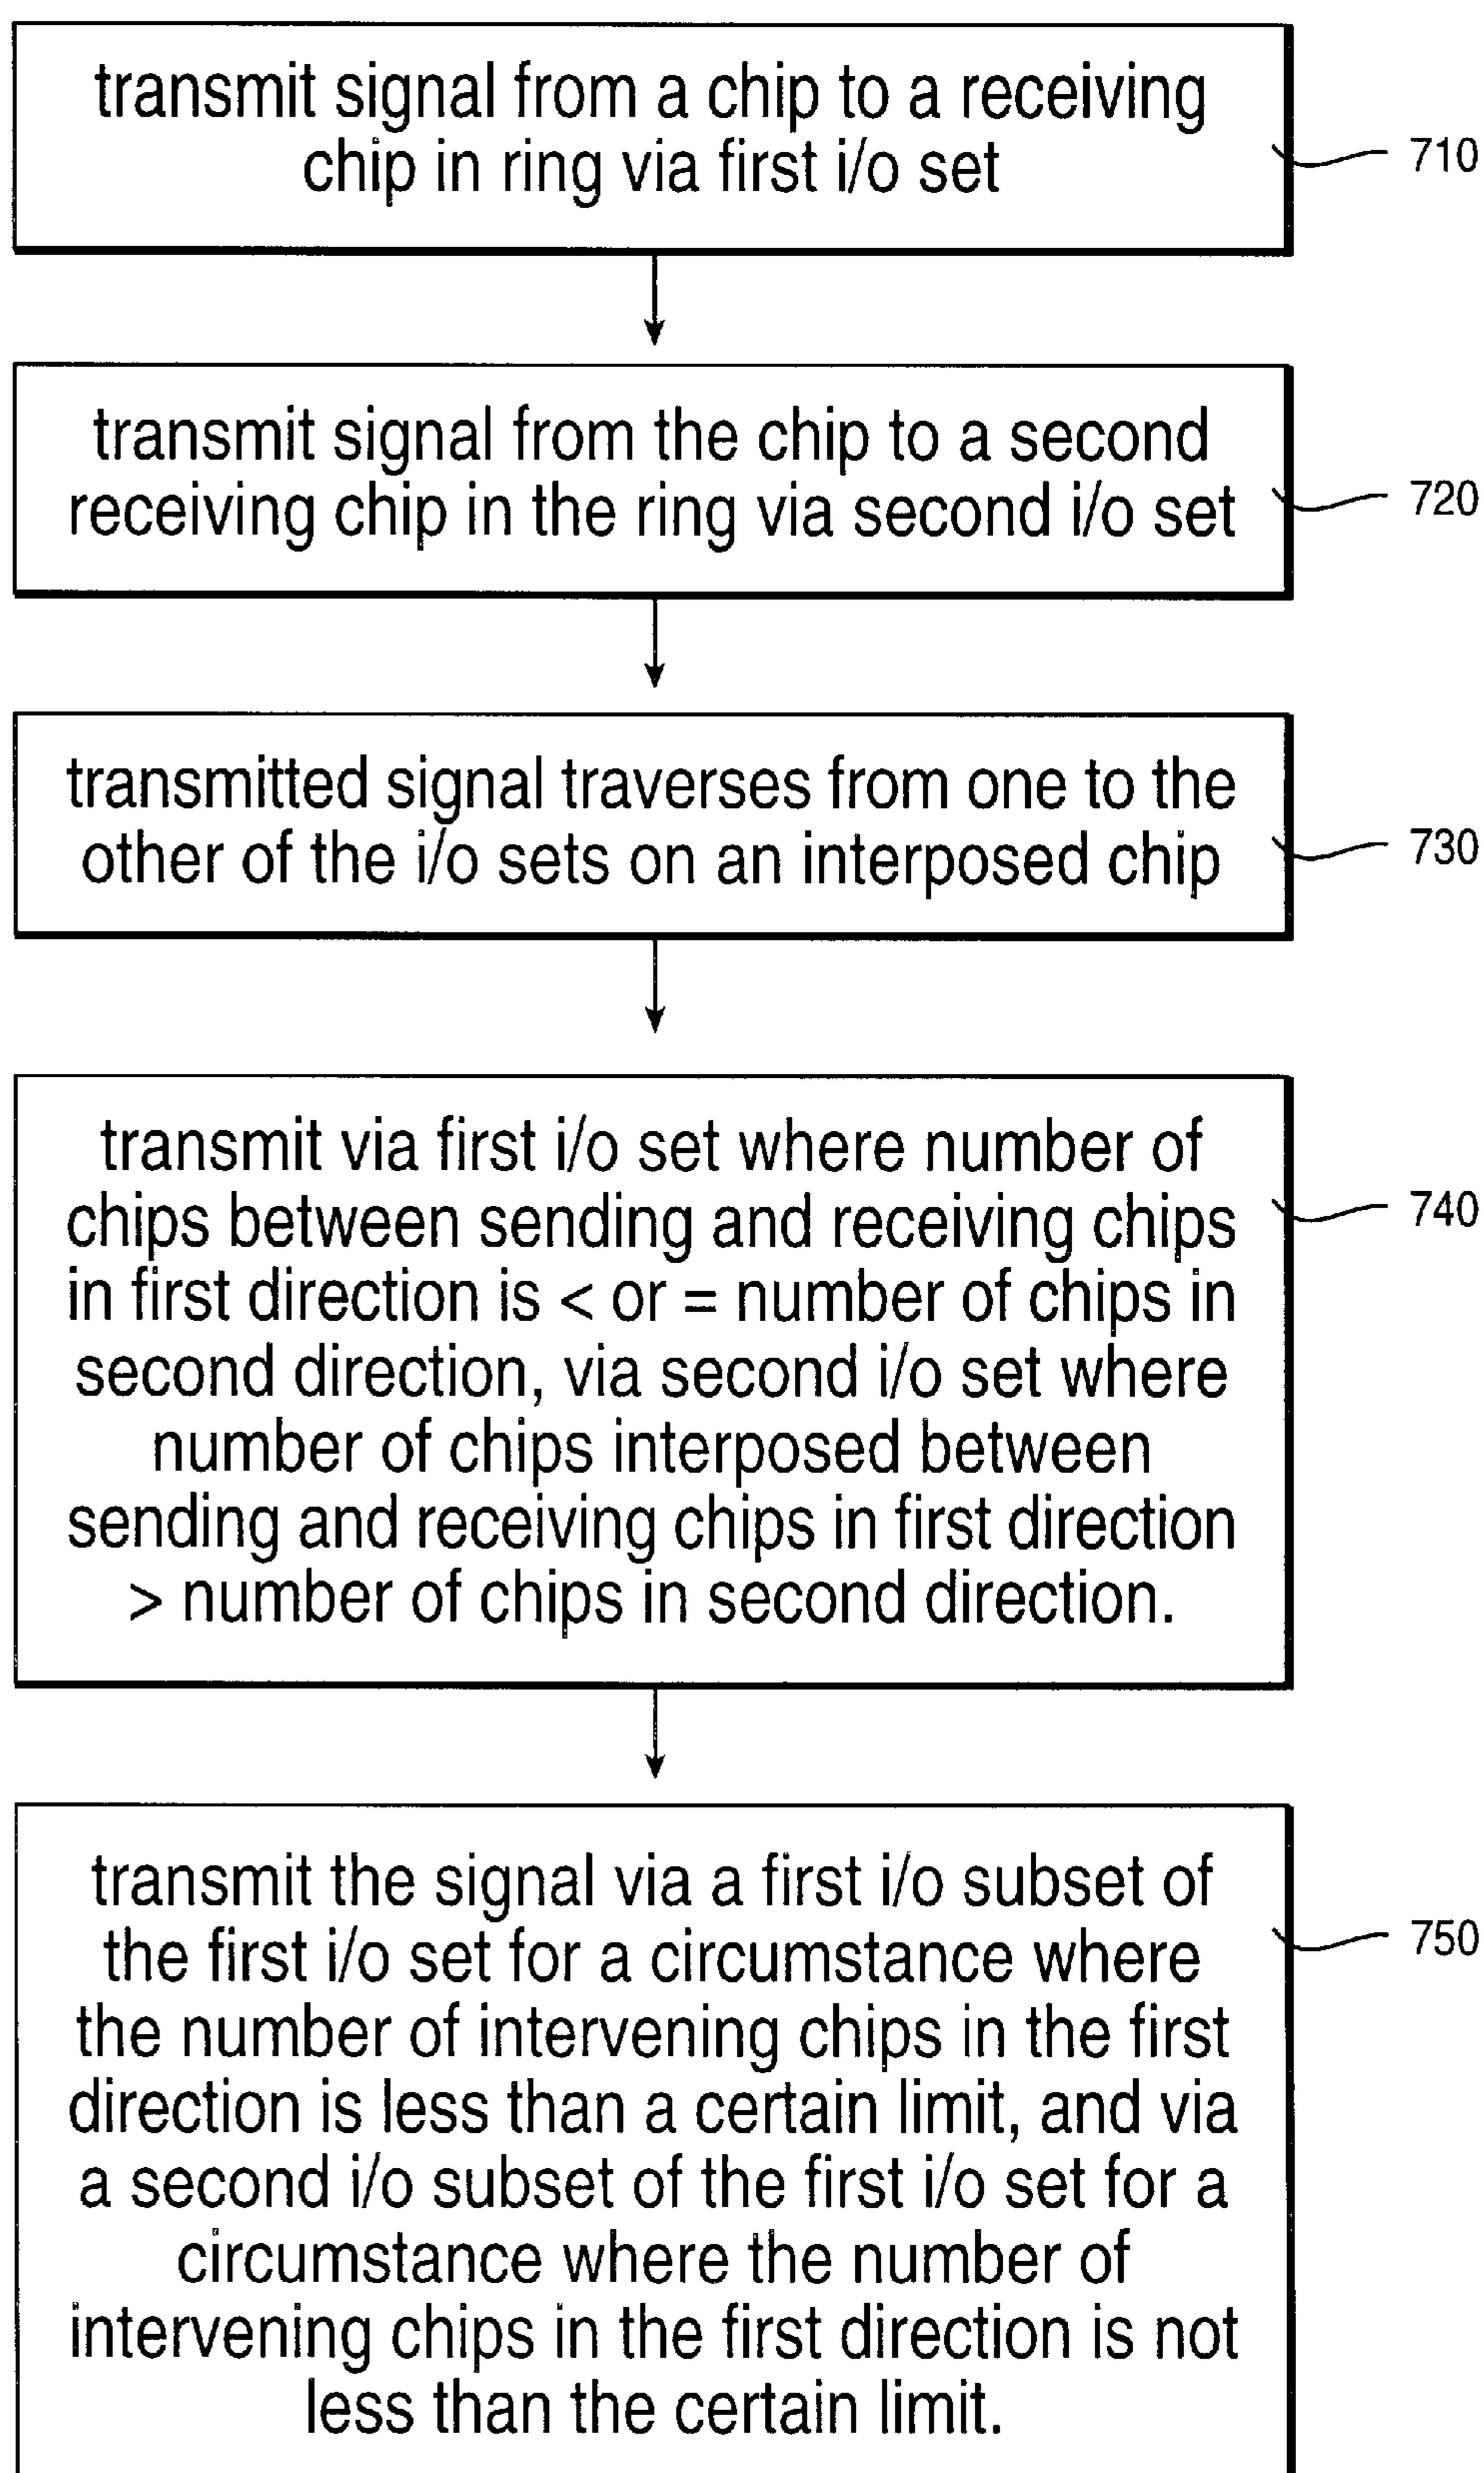 transmit signal from a chip to a receiving
chip in ring via first i/o set
710
transmit signal from the chip to a second
receiving chip in the ring via second i/o set
720
transmitted signal traverses from one to the
other of the i/o sets on an interposed chip
730
transmit via first i/o set where number of
chips between sending and receiving chips
in first direction is < or = number of chips in
second direction, via second i/o set where
number of chips interposed between
sending and receiving chips in first direction
> number of chips in second direction.
740
transmit the signal via a first i/o subset of
the first i/o set for a circumstance where
the number of intervening chips in the first
direction is less than a certain limit, and via
a second i/o subset of the first i/o set for a
circumstance where the number of
intervening chips in the first direction is not
less than the certain limit.
750